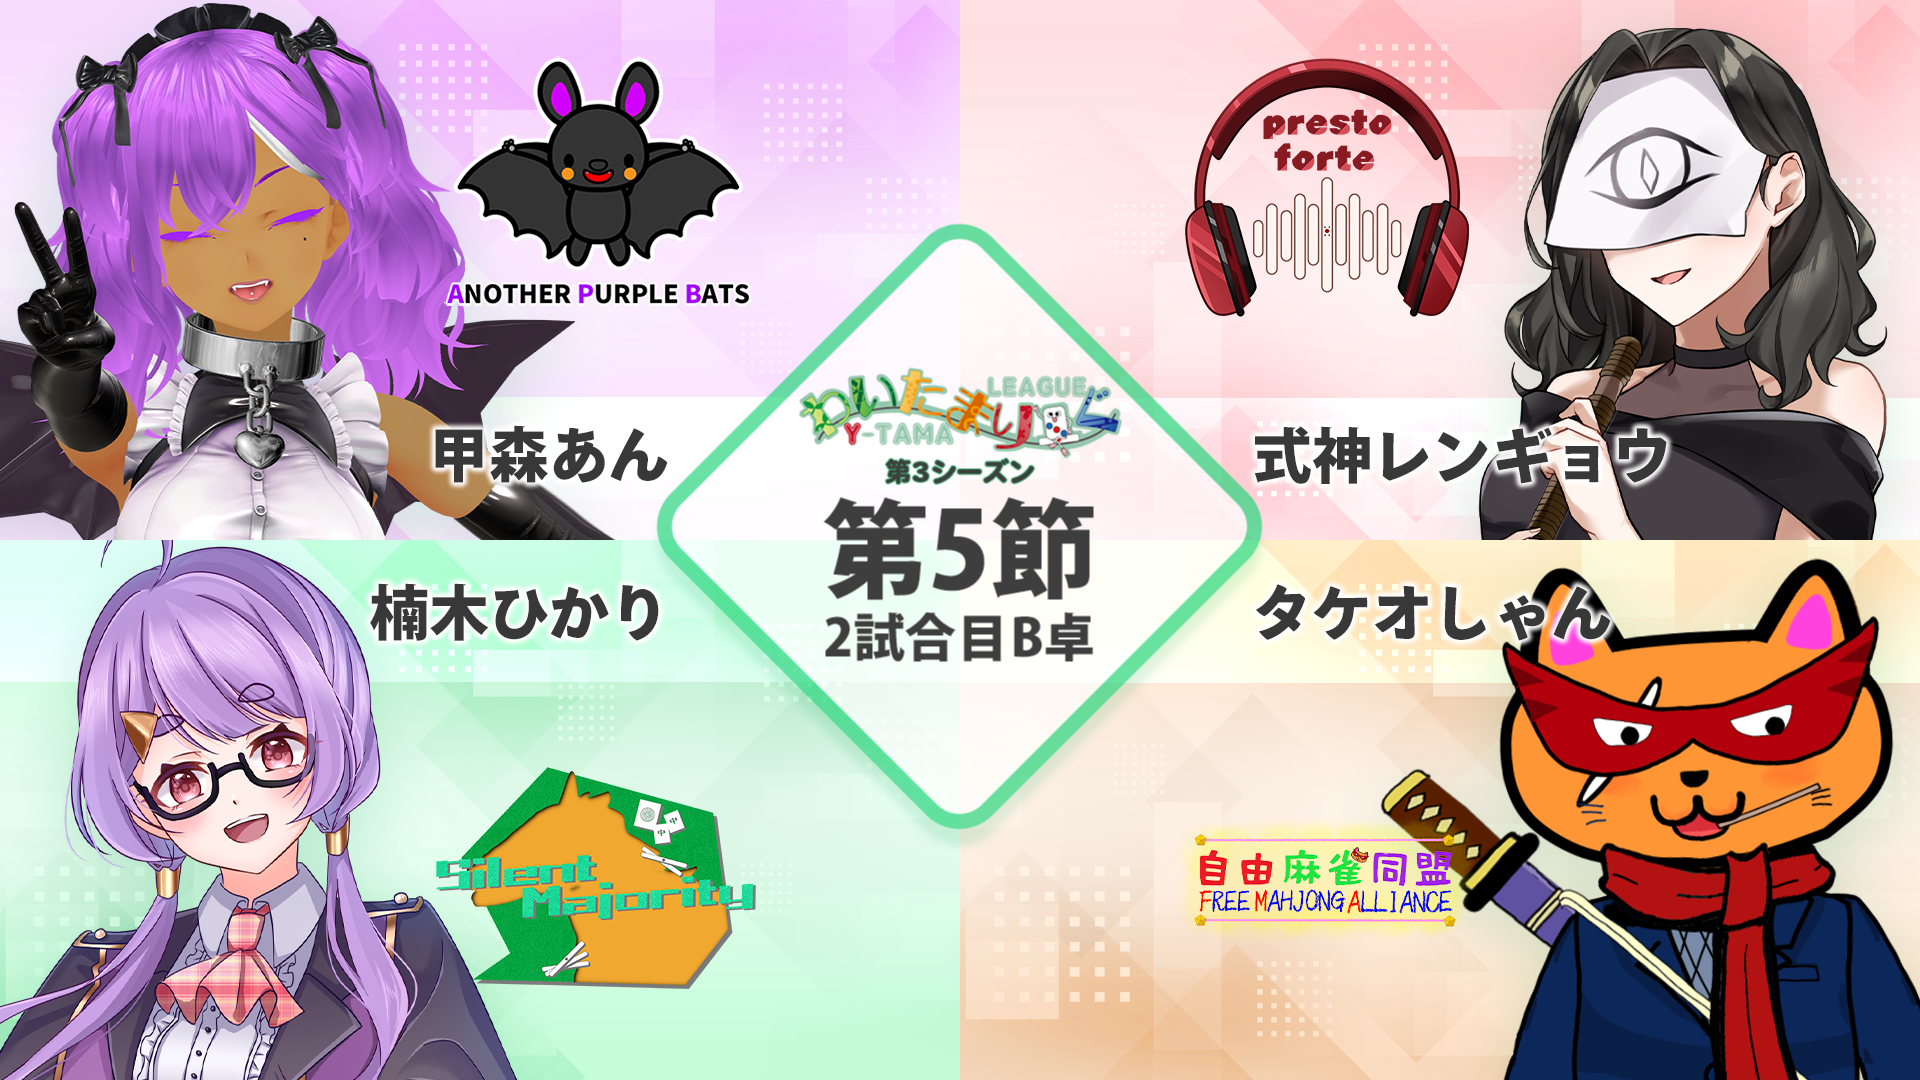 ANOTHER PURPLE BATS
甲森あん
presto
forte
式神レンギョウ
わいたまりーぐ
LEAGUE
Y-TAMA
第3シーズン
第5節
2試合目B卓
楠木ひかり
Silent
Majority
中
中
タケオしゃん
自由麻雀同盟
FREE MAHJONG ALLIANCE